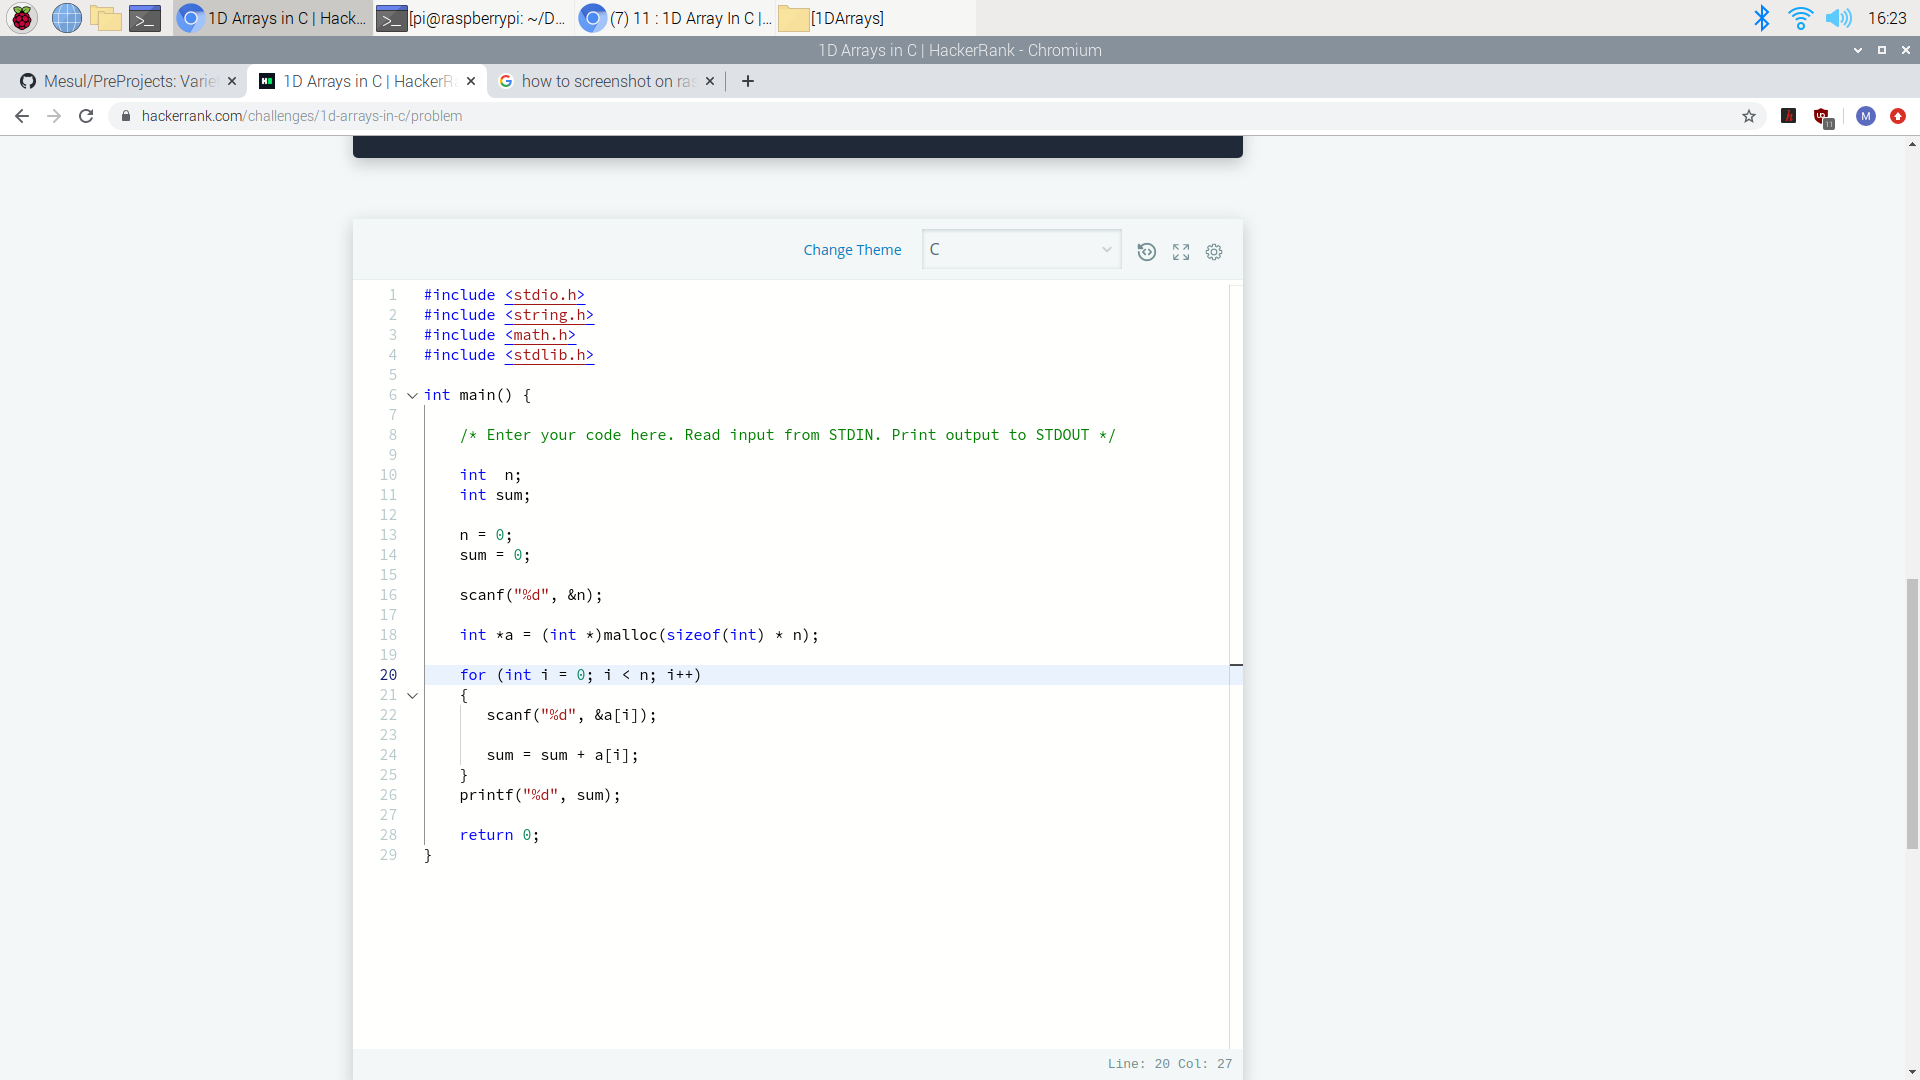 1D Arrays in C | Hack... [pi@raspberrypi: ~/D... (7) 11 : 1D Array In C |... [1DArrays] 16:23
1D Arrays in C | HackerRank - Chromium
Mesul/PreProjects: Varie 1D Arrays in C | HackerR how to screenshot on ras
hackerrank.com/challenges/1d-arrays-in-c/problem 11 M
Change Theme C
1 #include <stdio.h>
2 #include <string.h>
3 #include <math.h>
4 #include <stdlib.h>
5
6 int main() {
7
8 /* Enter your code here. Read input from STDIN. Print output to STDOUT */
9
10 int  n;
11 int sum;
12
13 n = 0;
14 sum = 0;
15
16 scanf("%d", &n);
17
18 int *a = (int *)malloc(sizeof(int) * n);
19
20 for (int i = 0; i < n; i++)
21 {
22 scanf("%d", &a[i]);
23
24 sum = sum + a[i];
25 }
26 printf("%d", sum);
27
28 return 0;
29 }
Line: 20 Col: 27